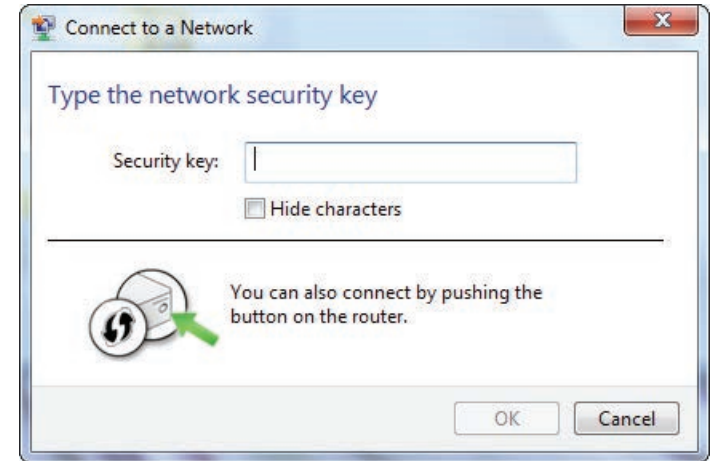 Connect to a Network
Type the network security key
Security key:
Hide characters
You can also connect by pushing the
button on the router.
OK
Cancel